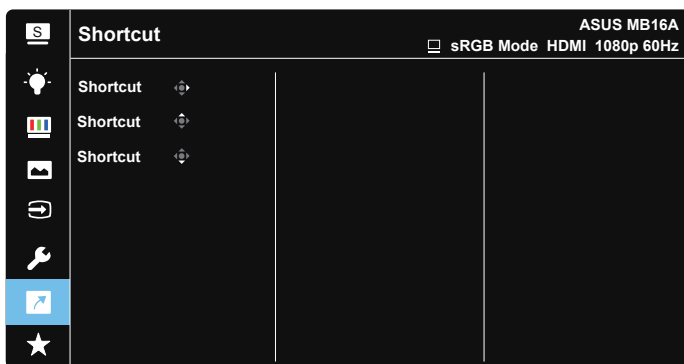 S
Shortcut
ASUS MB16A
sRGB Mode HDMI 1080p 60Hz
Shortcut
Shortcut
Shortcut